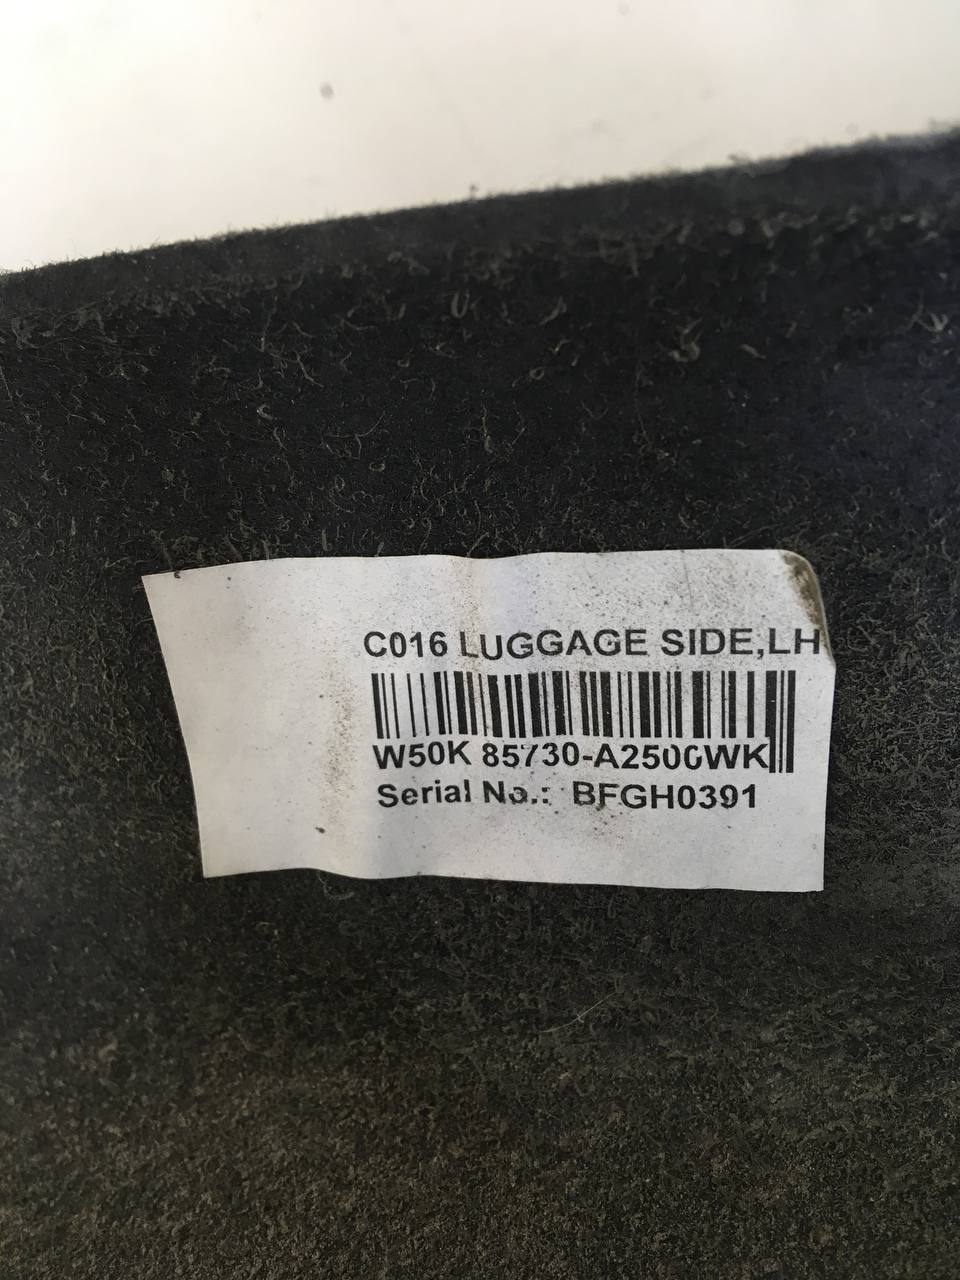 C016 LUGGAGE SIDE,LH
W50K 85730-A2500WK
Serial No.: BFGH0391